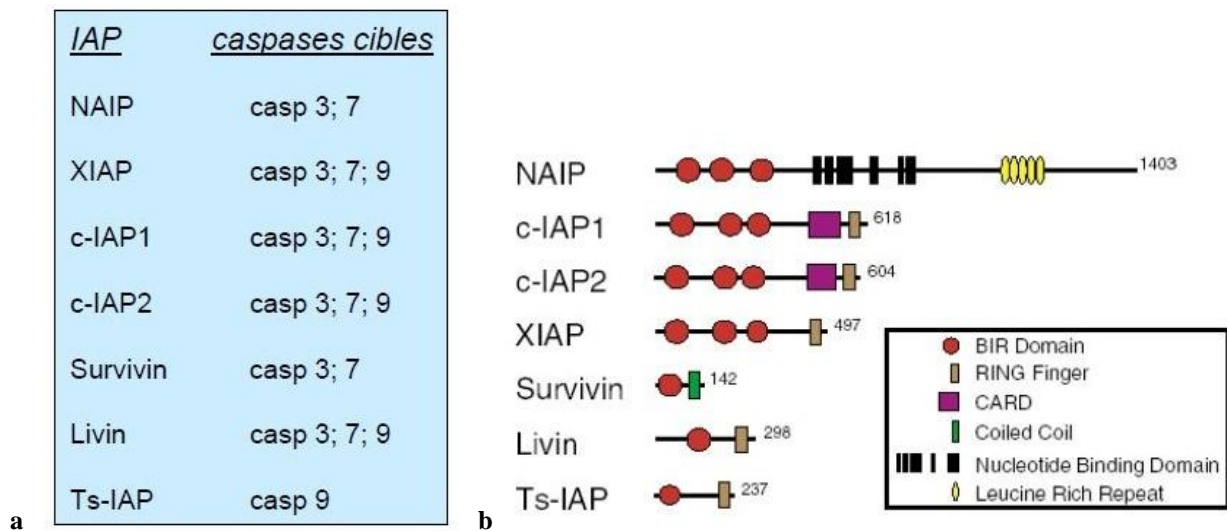 IAP caspases cibles
NAIP casp 3; 7
XIAP casp 3; 7; 9
c-IAP1 casp 3; 7; 9
c-IAP2 casp 3; 7; 9
Survivin casp 3; 7
Livin casp 3; 7; 9
Ts-IAP casp 9
a
NAIP 1403
c-IAP1 618
c-IAP2 604
XIAP 497
Survivin 142
Livin 298
Ts-IAP 237
BIR Domain
RING Finger
CARD
Coiled Coil
Nucleotide Binding Domain
Leucine Rich Repeat
b